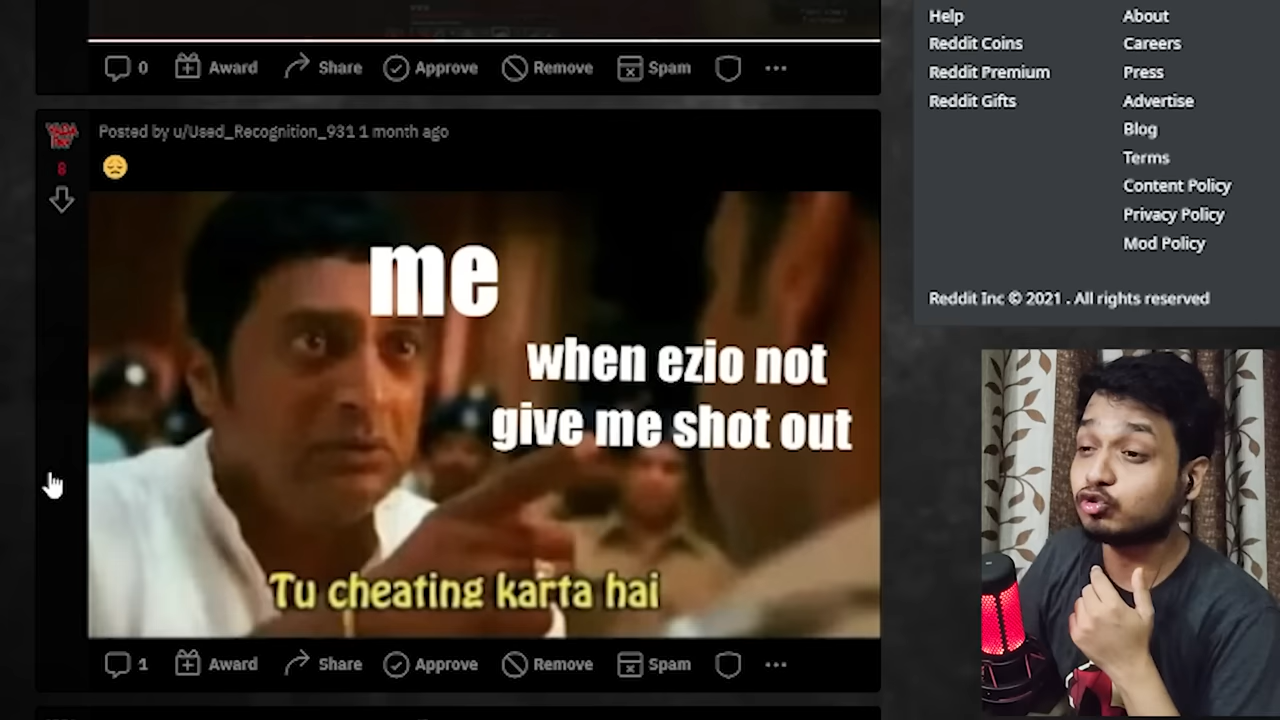 0 Award Share Approve Remove Spam
Posted by u/Used_Recognition_931 1 month ago
8
me
when ezio not
give me shot out
Tu cheating karta hai
1 Award Share Approve Remove Spam
Help
Reddit Coins
Reddit Premium
Reddit Gifts
About
Careers
Press
Advertise
Blog
Terms
Content Policy
Privacy Policy
Mod Policy
Reddit Inc © 2021 . All rights reserved